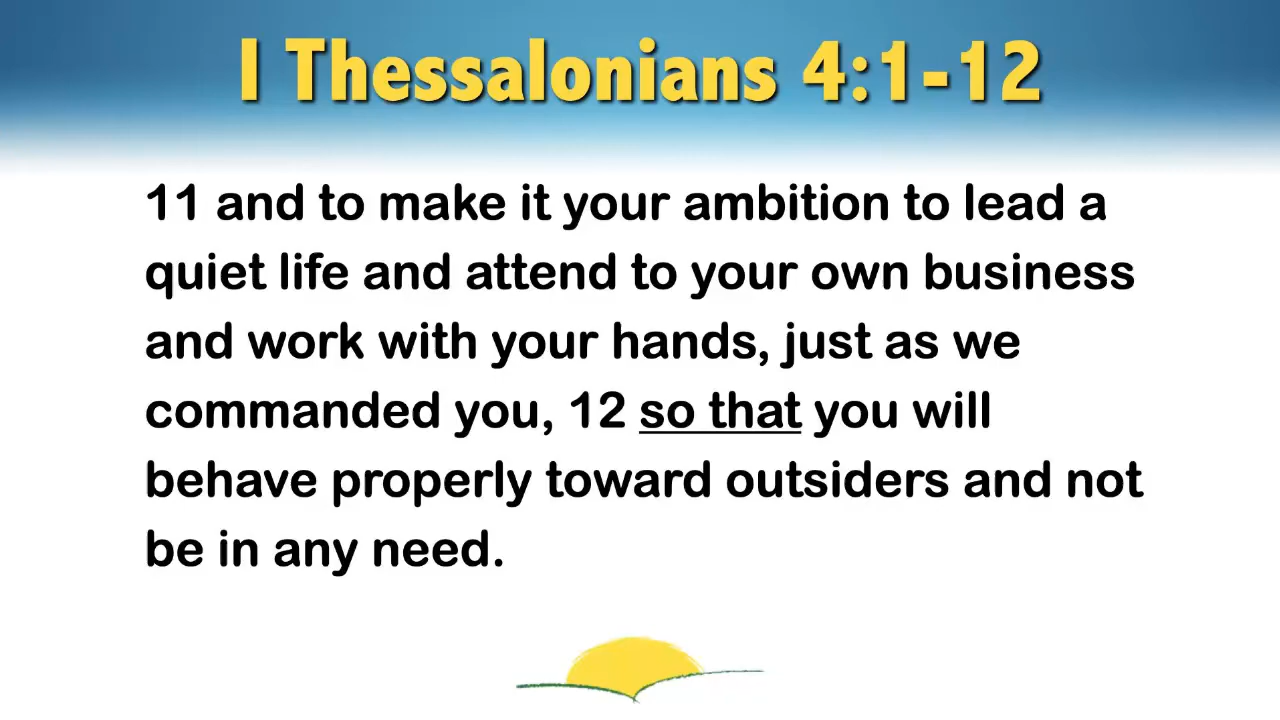 I Thessalonians 4:1-12
11 and to make it your ambition to lead a
quiet life and attend to your own business
and work with your hands, just as we
commanded you, 12 so that you will
behave properly toward outsiders and not
be in any need.